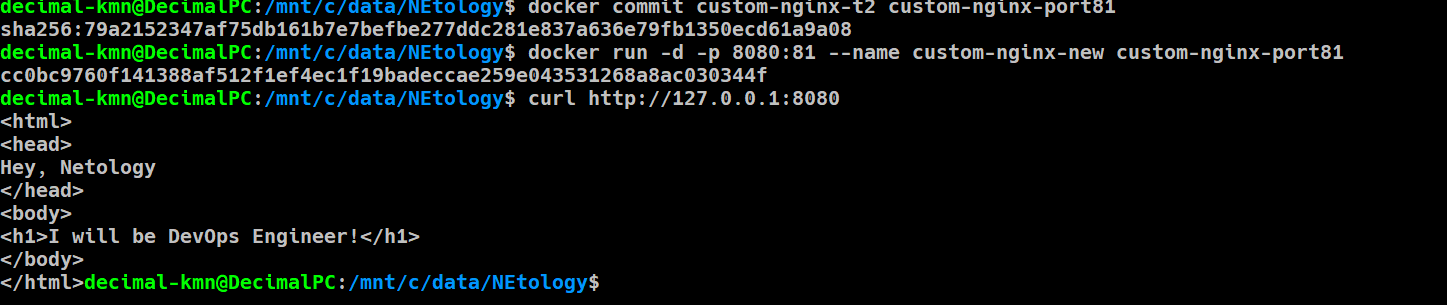 decimal-kmn@DecimalPC:/mnt/c/data/NEtology$ docker commit custom-nginx-t2 custom-nginx-port81
sha256:79a2152347af75db161b7e7befbe277ddc281e837a636e79fb1350ecd61a9a08
decimal-kmn@DecimalPC:/mnt/c/data/NEtology$ docker run -d -p 8080:81 --name custom-nginx-new custom-nginx-port81
cc0bc9760f141388af512f1ef4ec1f19badeccae259e043531268a8ac030344f
decimal-kmn@DecimalPC:/mnt/c/data/NEtology$ curl http://127.0.0.1:8080
<html>
<head>
Hey, Netology
</head>
<body>
<h1>I will be DevOps Engineer!</h1>
</body>
</html>decimal-kmn@DecimalPC:/mnt/c/data/NEtology$